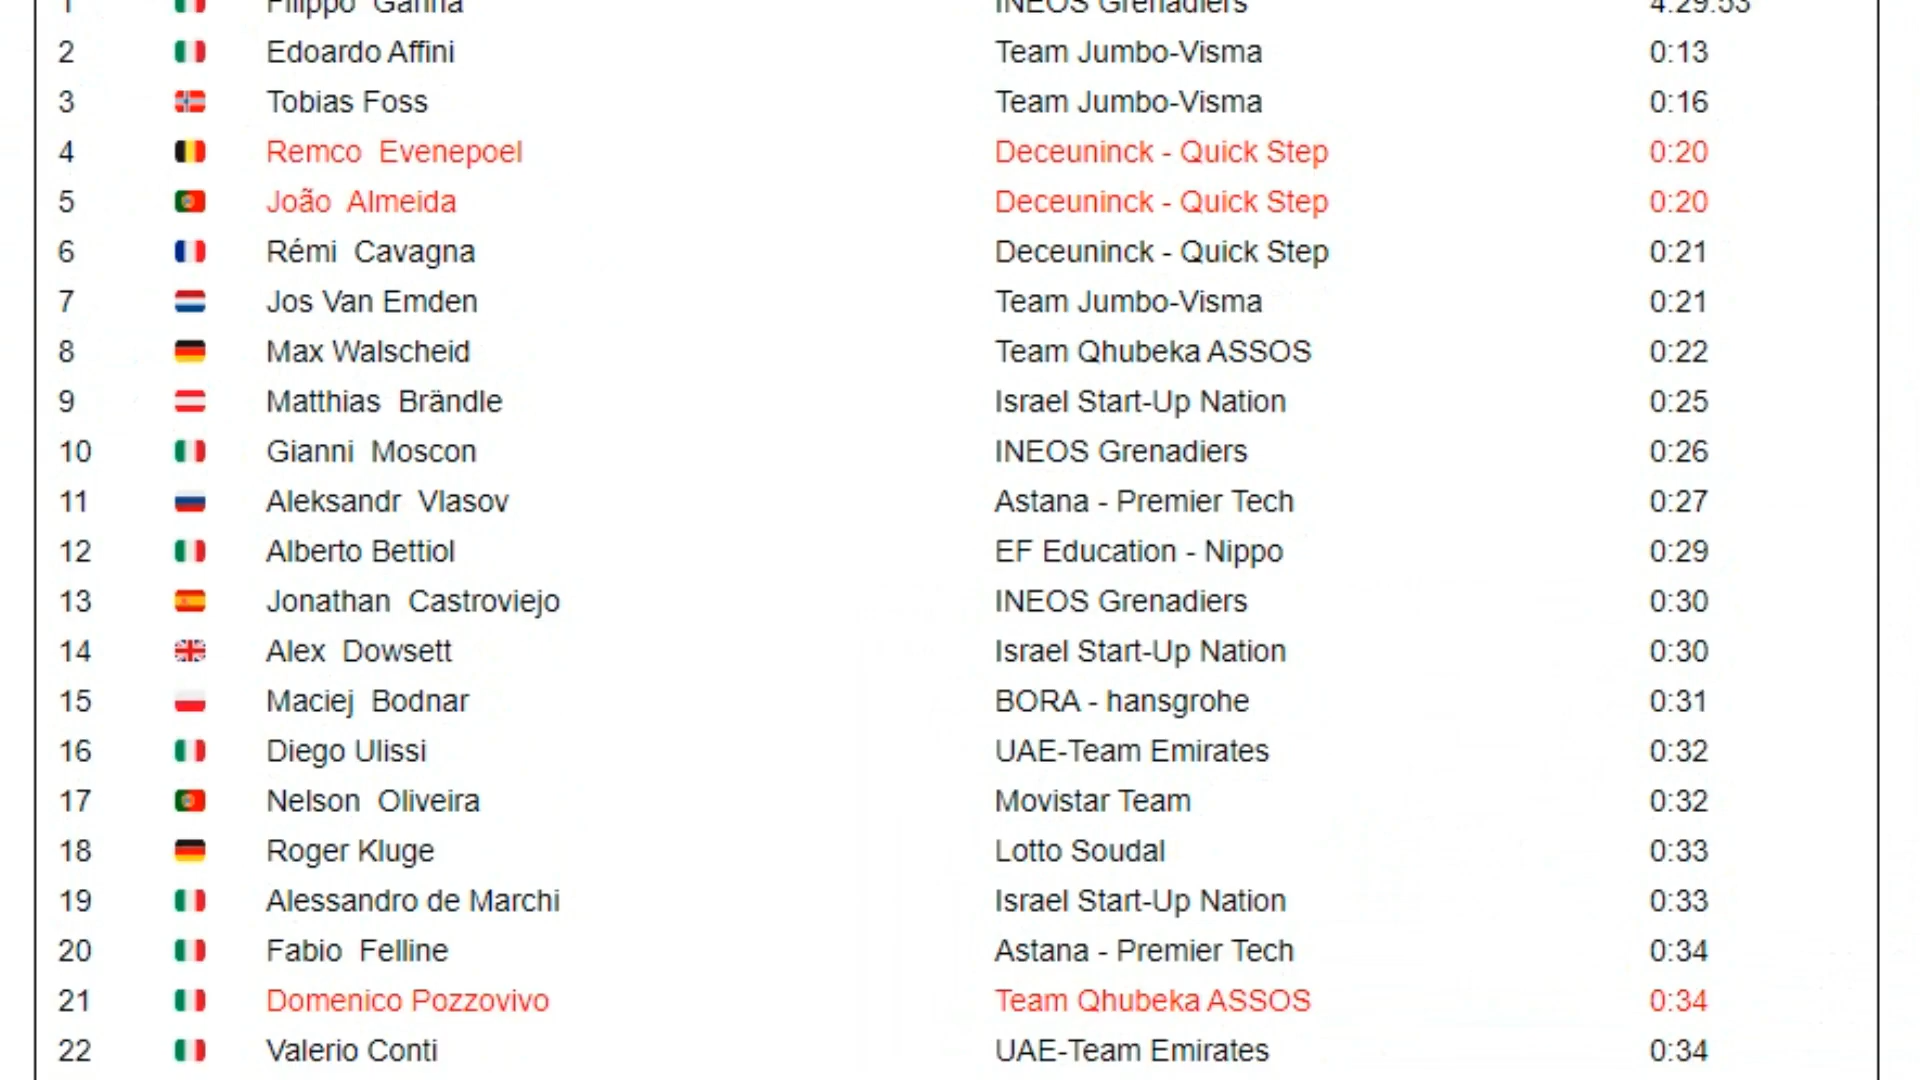 1 Filippo Ganna INEOS Grenadiers 4:29:53
2 Edoardo Affini Team Jumbo-Visma 0:13
3 Tobias Foss Team Jumbo-Visma 0:16
4 Remco Evenepoel Deceuninck - Quick Step 0:20
5 João Almeida Deceuninck - Quick Step 0:20
6 Rémi Cavagna Deceuninck - Quick Step 0:21
7 Jos Van Emden Team Jumbo-Visma 0:21
8 Max Walscheid Team Qhubeka ASSOS 0:22
9 Matthias Brändle Israel Start-Up Nation 0:25
10 Gianni Moscon INEOS Grenadiers 0:26
11 Aleksandr Vlasov Astana - Premier Tech 0:27
12 Alberto Bettiol EF Education - Nippo 0:29
13 Jonathan Castroviejo INEOS Grenadiers 0:30
14 Alex Dowsett Israel Start-Up Nation 0:30
15 Maciej Bodnar BORA - hansgrohe 0:31
16 Diego Ulissi UAE-Team Emirates 0:32
17 Nelson Oliveira Movistar Team 0:32
18 Roger Kluge Lotto Soudal 0:33
19 Alessandro de Marchi Israel Start-Up Nation 0:33
20 Fabio Felline Astana - Premier Tech 0:34
21 Domenico Pozzovivo Team Qhubeka ASSOS 0:34
22 Valerio Conti UAE-Team Emirates 0:34